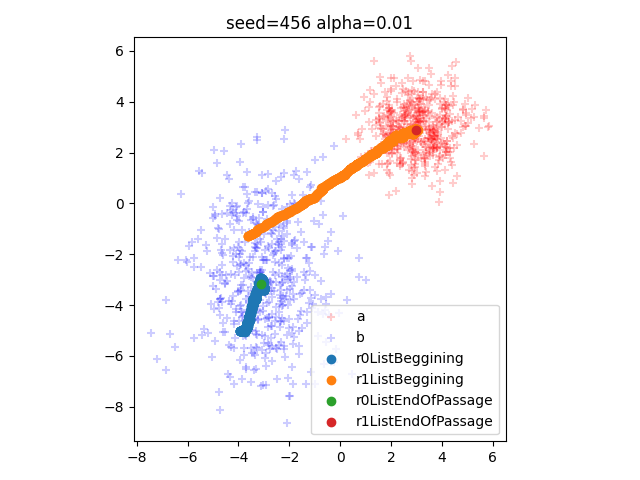 seed=456 alpha=0.01
6
4
2
0
−2
−4
−6
−8
a
b
r0ListBeggining
r1ListBeggining
r0ListEndOfPassage
r1ListEndOfPassage
−8 −6 −4 −2 0 2 4 6